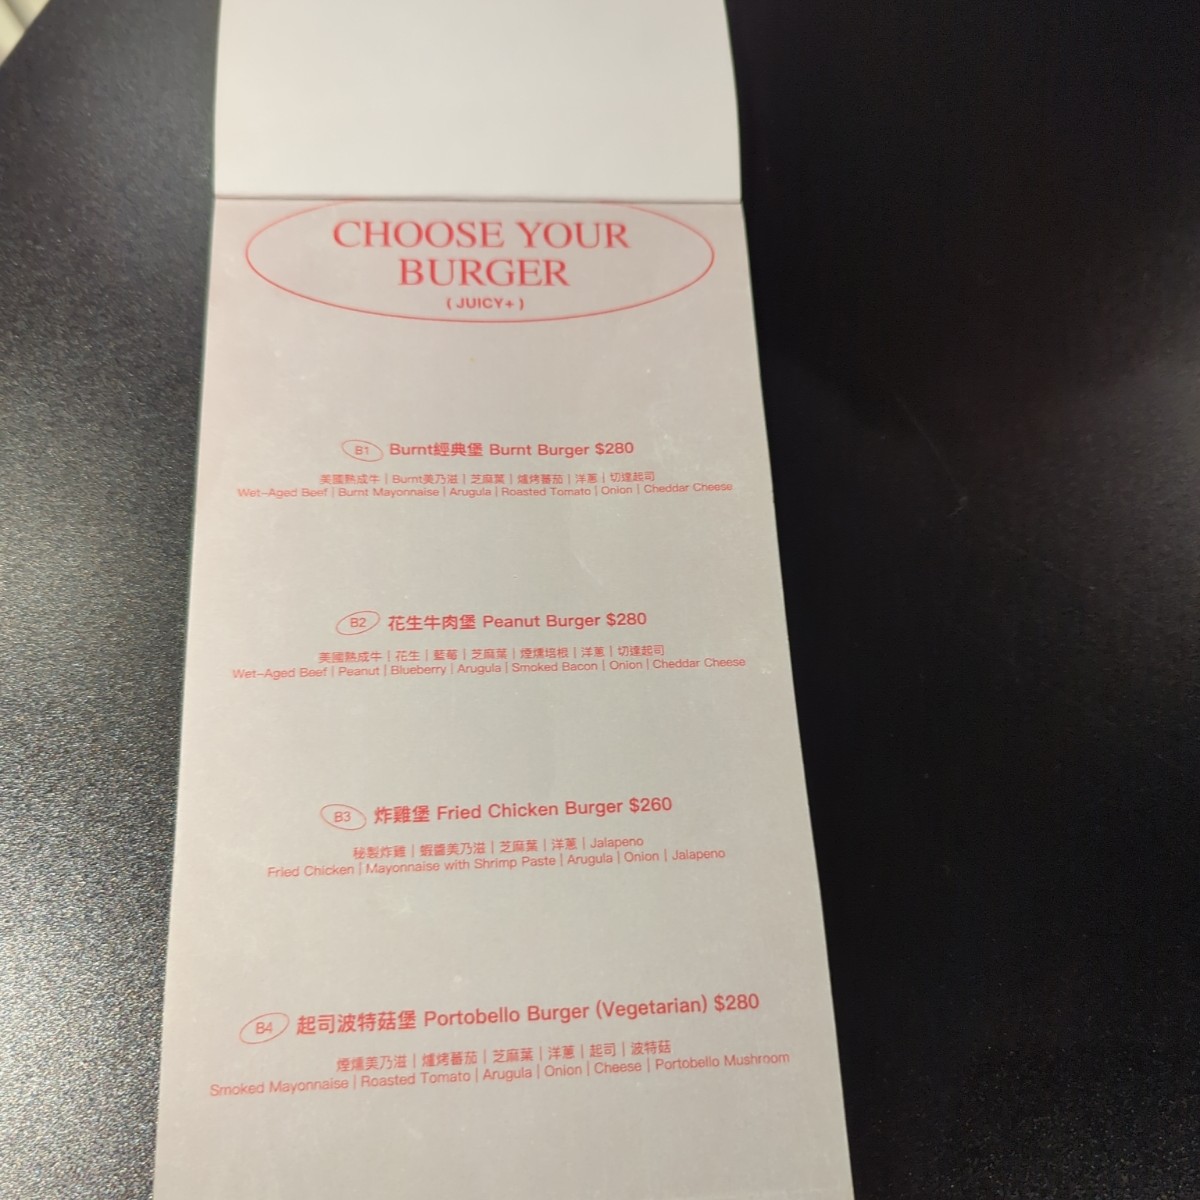 CHOOSE YOUR
BURGER
( JUICY+ )
B1 Burnt經典堡 Burnt Burger $280
美國熟成牛 | Burnt美乃滋 | 芝麻葉 | 爐烤蕃茄 | 洋蔥 | 切達起司
Wet-Aged Beef | Burnt Mayonnaise | Arugula | Roasted Tomato | Onion | Cheddar Cheese
B2 花生牛肉堡 Peanut Burger $280
美國熟成牛 | 花生 | 藍莓 | 芝麻葉 | 煙燻培根 | 洋蔥 | 切達起司
Wet-Aged Beef | Peanut | Blueberry | Arugula | Smoked Bacon | Onion | Cheddar Cheese
B3 炸雞堡 Fried Chicken Burger $260
秘製炸雞 | 蝦醬美乃滋 | 芝麻葉 | 洋蔥 | Jalapeno
Fried Chicken | Mayonnaise with Shrimp Paste | Arugula | Onion | Jalapeno
B4 起司波特菇堡 Portobello Burger (Vegetarian) $280
煙燻美乃滋 | 爐烤蕃茄 | 芝麻葉 | 洋蔥 | 起司 | 波特菇
Smoked Mayonnaise | Roasted Tomato | Arugula | Onion | Cheese | Portobello Mushroom